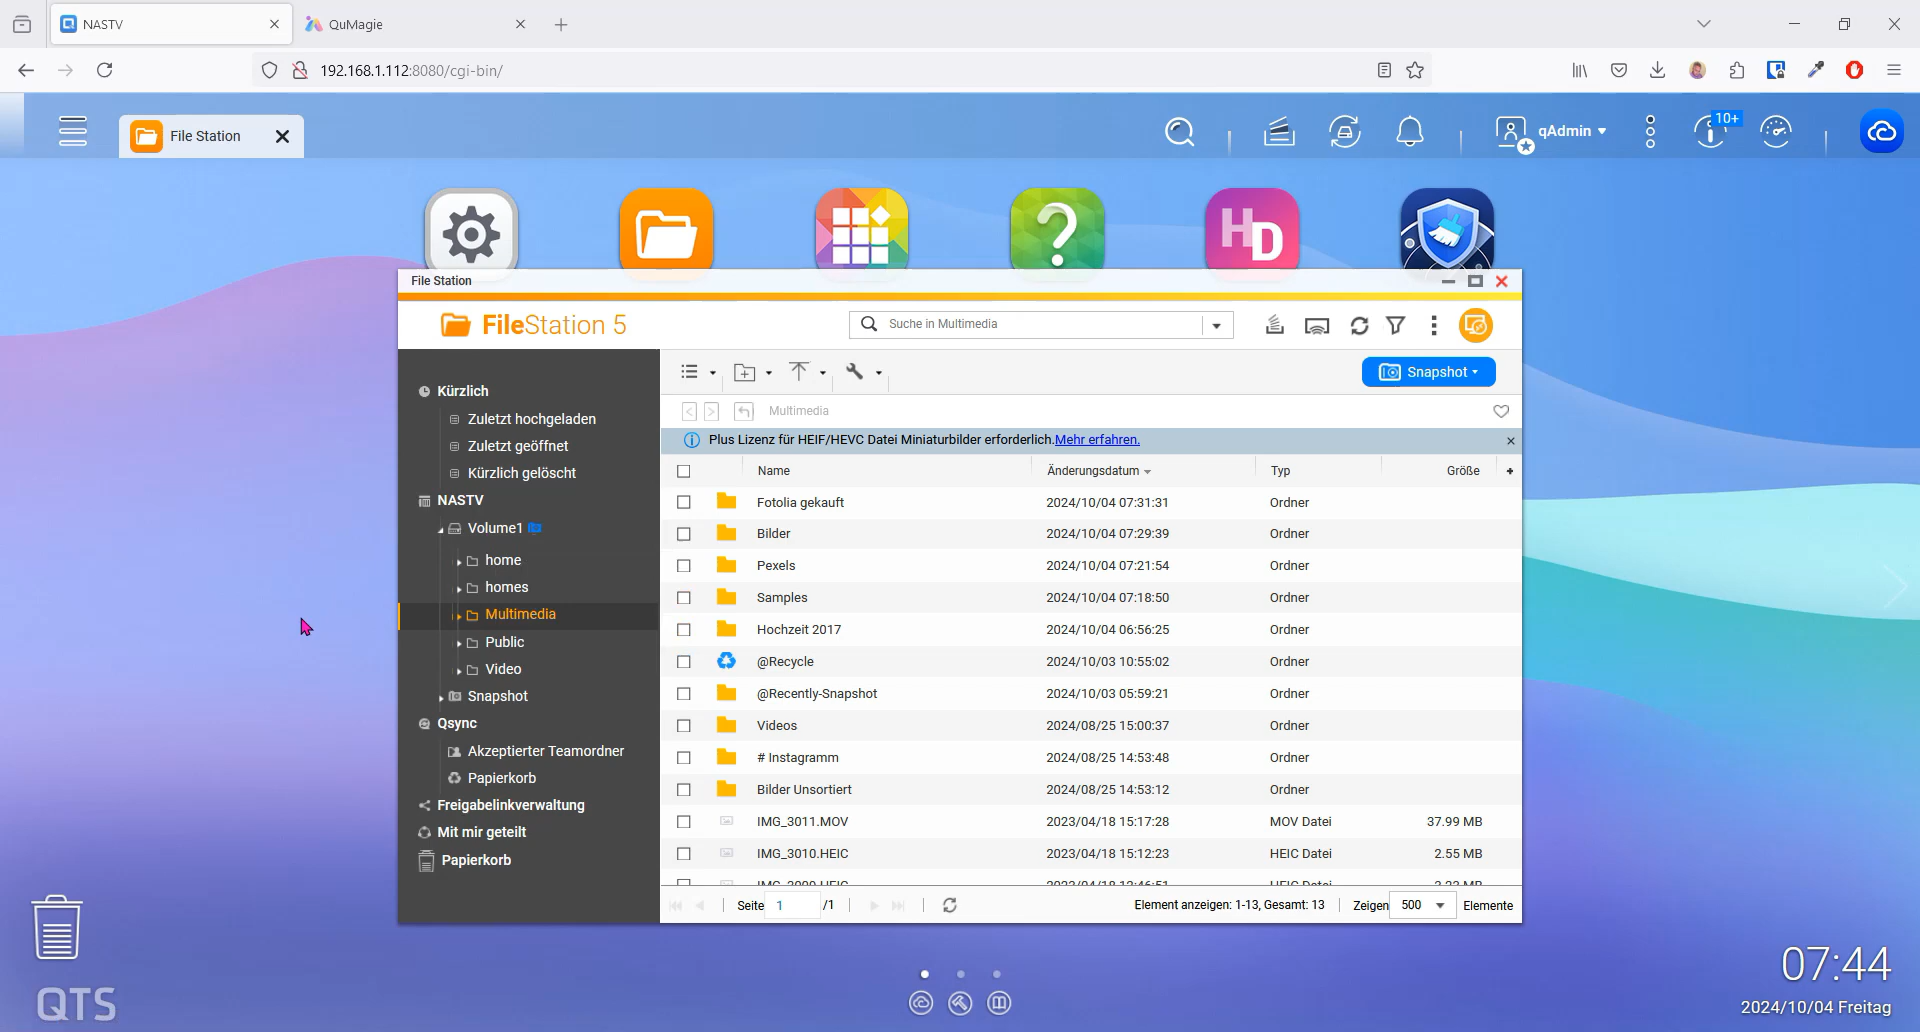 NASTV
QuMagie
192.168.1.112:8080/cgi-bin/
File Station
qAdmin
10+
HD
File Station
FileStation 5
Suche in Multimedia
Snapshot
Multimedia
Plus Lizenz für HEIF/HEVC Datei Miniaturbilder erforderlich.Mehr erfahren.
Kürzlich
Zuletzt hochgeladen
Zuletzt geöffnet
Kürzlich gelöscht
NASTV
Volume1
home
homes
Multimedia
Public
Video
Snapshot
Qsync
Akzeptierter Teamordner
Papierkorb
Freigabelinkverwaltung
Mit mir geteilt
Papierkorb
Name Änderungsdatum Typ Größe
Fotolia gekauft 2024/10/04 07:31:31 Ordner
Bilder 2024/10/04 07:29:39 Ordner
Pexels 2024/10/04 07:21:54 Ordner
Samples 2024/10/04 07:18:50 Ordner
Hochzeit 2017 2024/10/04 06:56:25 Ordner
@Recycle 2024/10/03 10:55:02 Ordner
@Recently-Snapshot 2024/10/03 05:59:21 Ordner
Videos 2024/08/25 15:00:37 Ordner
# Instagramm 2024/08/25 14:53:48 Ordner
Bilder Unsortiert 2024/08/25 14:53:12 Ordner
IMG_3011.MOV 2023/04/18 15:17:28 MOV Datei 37.99 MB
IMG_3010.HEIC 2023/04/18 15:12:23 HEIC Datei 2.55 MB
Seite 1 /1 Element anzeigen: 1-13, Gesamt: 13 Zeigen 500 Elemente
QTS
07:44
2024/10/04 Freitag